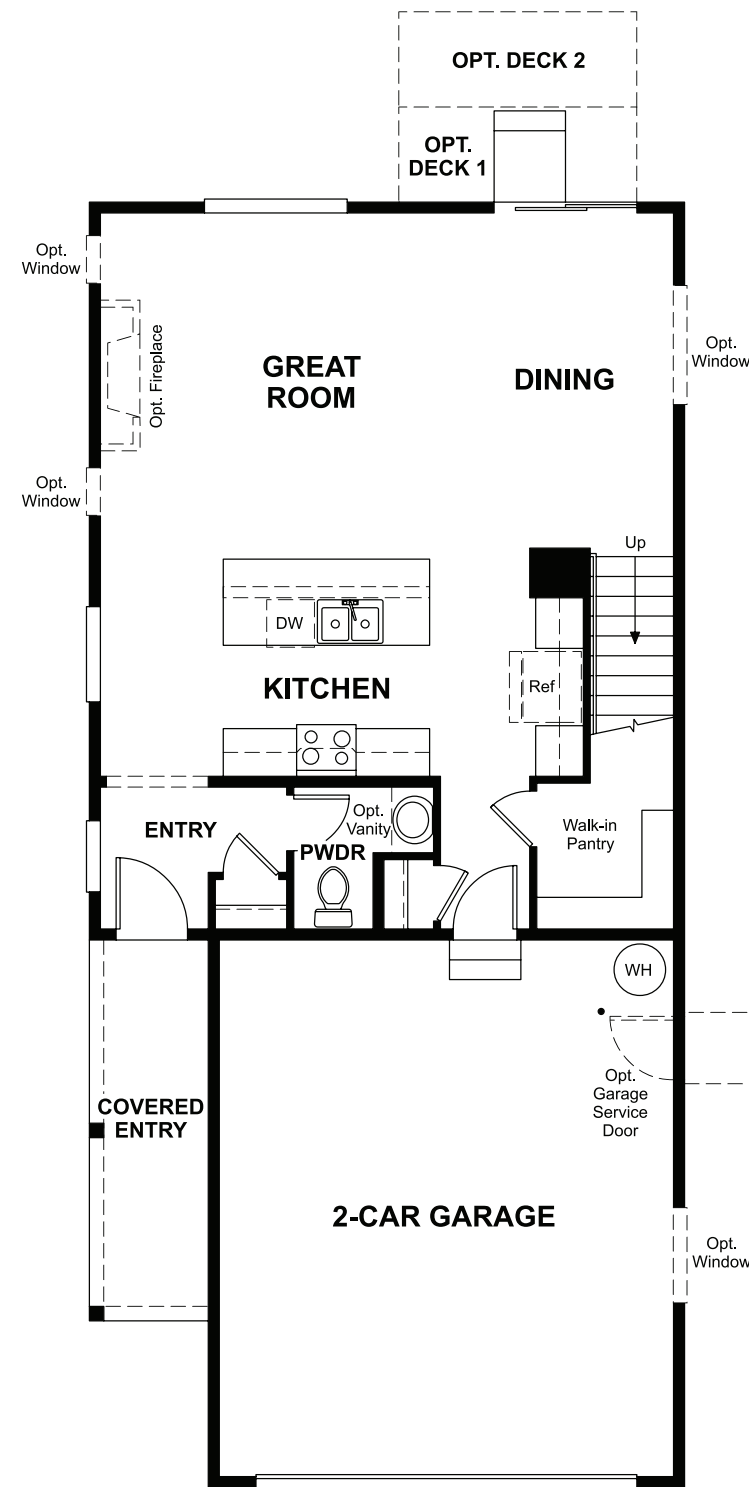 OPT. DECK 2
OPT.
DECK 1
Opt.
Window
Opt. Fireplace
GREAT
ROOM
DINING
Opt.
Window
Opt.
Window
Up
DW
KITCHEN
Ref
ENTRY
Opt.
Vanity
PWDR
Walk-in
Pantry
WH
Opt.
Garage
Service
Door
COVERED
ENTRY
2-CAR GARAGE
Opt.
Window